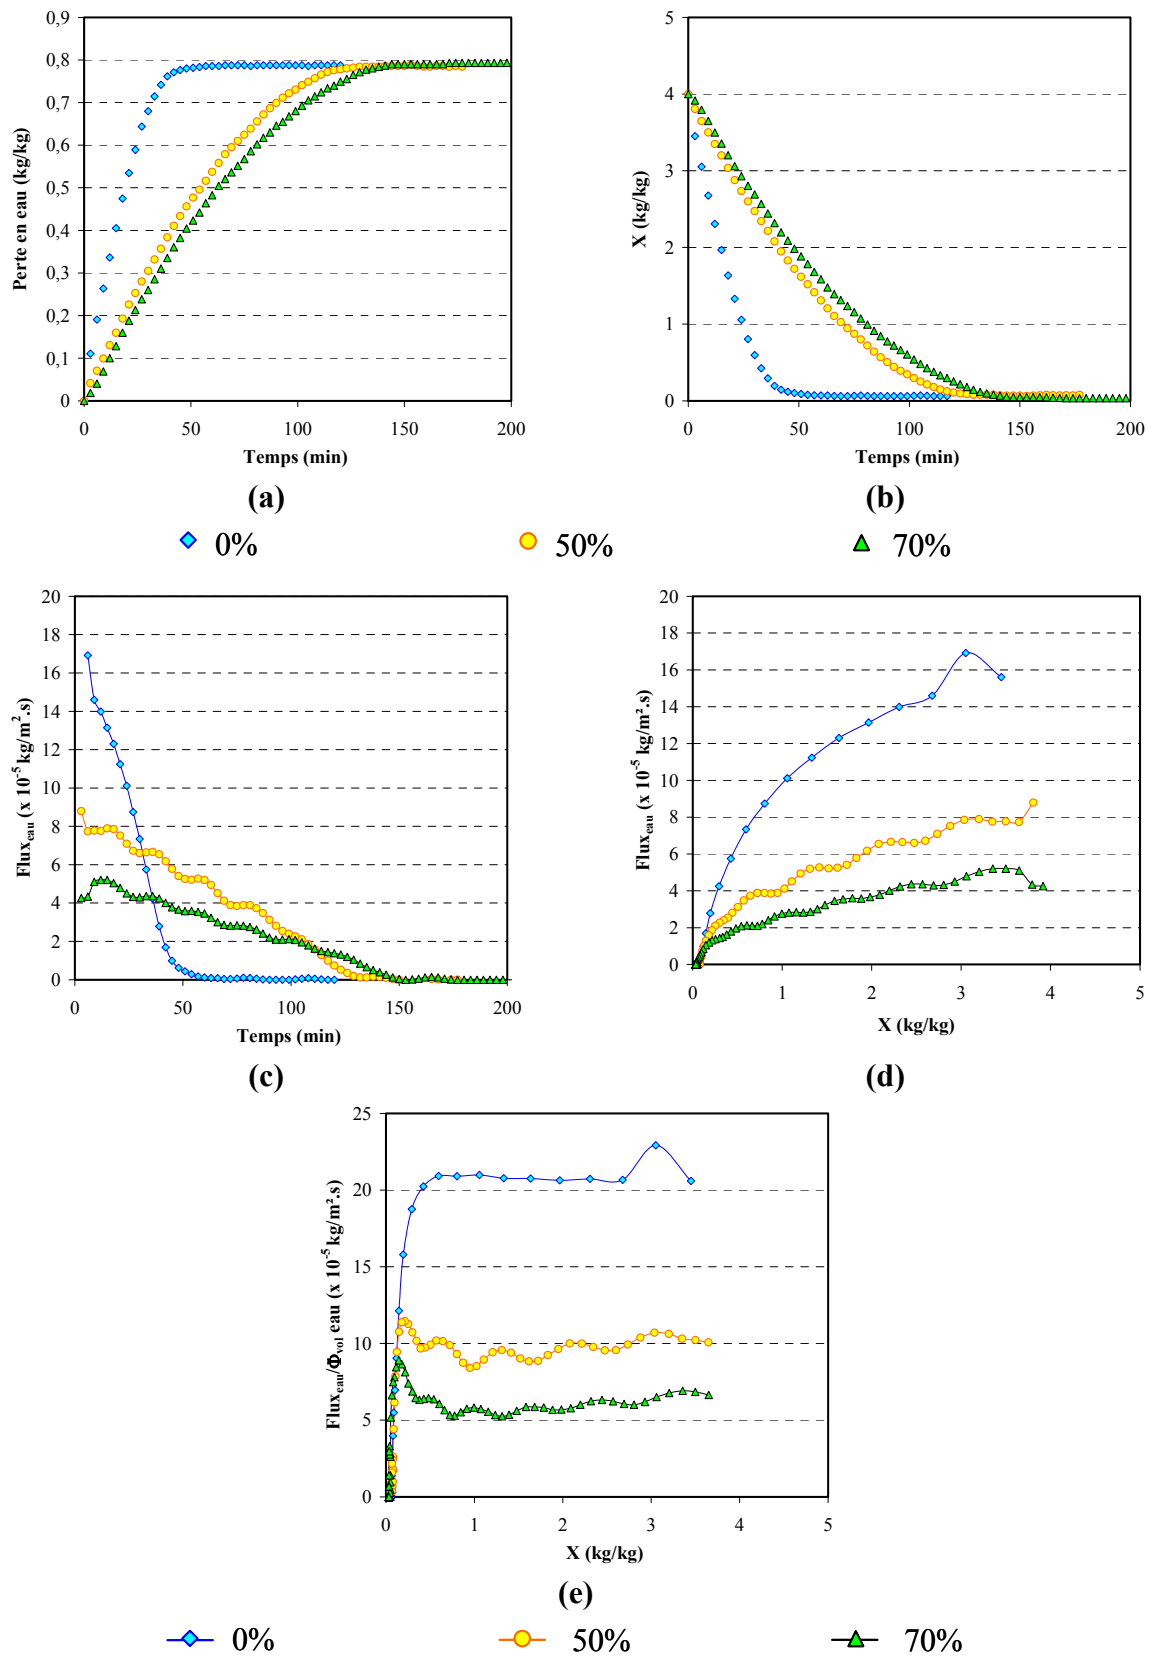 0,9
0,8
0,7
0,6
0,5
0,4
0,3
0,2
0,1
0
Perte en eau (kg/kg)
0 50 100 150 200
Temps (min)
(a)
5
4
3
2
1
0
X (kg/kg)
0 50 100 150 200
Temps (min)
(b)
0% 50% 70%
20
18
16
14
12
10
8
6
4
2
0
Flux_eau (x 10⁻⁵ kg/m².s)
0 50 100 150 200
Temps (min)
(c)
20
18
16
14
12
10
8
6
4
2
0
Flux_eau (x 10⁻⁵ kg/m².s)
0 1 2 3 4 5
X (kg/kg)
(d)
25
20
15
10
5
0
Flux_eau/Φ_vol eau (x 10⁻⁵ kg/m².s)
0 1 2 3 4 5
X (kg/kg)
(e)
0% 50% 70%